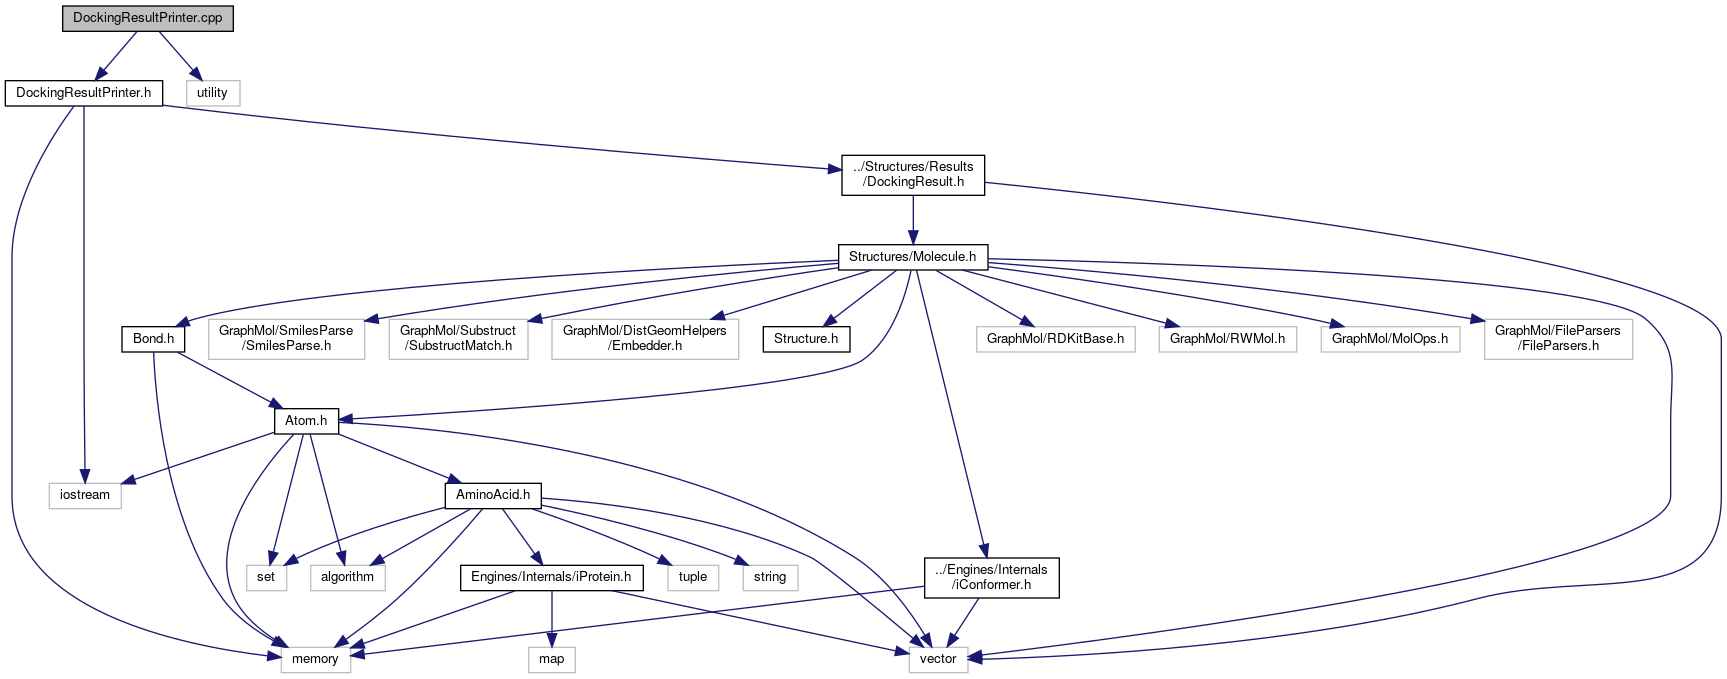 DockingResultPrinter.cpp
DockingResultPrinter.h
utility
../Structures/Results
/DockingResult.h
Structures/Molecule.h
Bond.h
GraphMol/SmilesParse
/SmilesParse.h
GraphMol/Substruct
/SubstructMatch.h
GraphMol/DistGeomHelpers
/Embedder.h
Structure.h
GraphMol/RDKitBase.h
GraphMol/RWMol.h
GraphMol/MolOps.h
GraphMol/FileParsers
/FileParsers.h
Atom.h
iostream
AminoAcid.h
set
algorithm
Engines/Internals/iProtein.h
tuple
string
../Engines/Internals
/iConformer.h
memory
map
vector